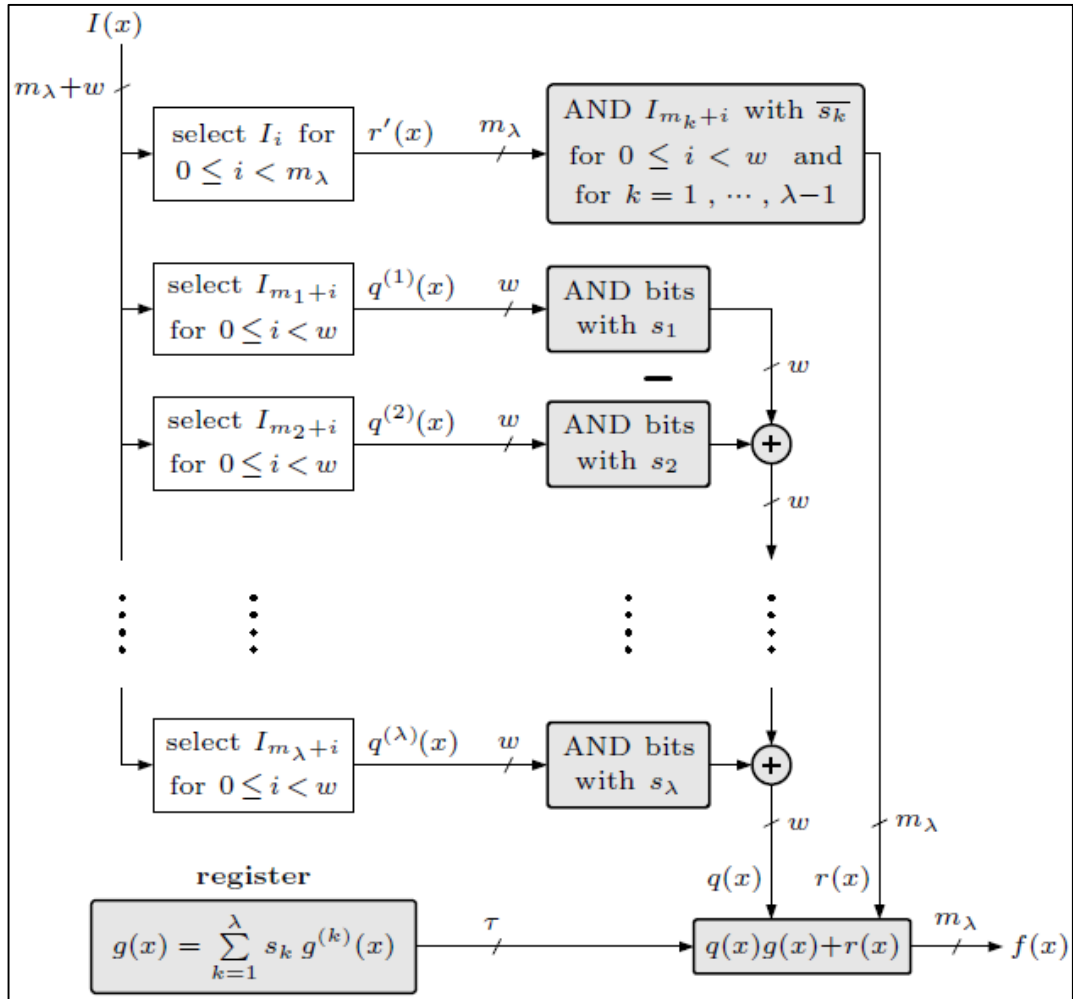 I(x)
m_λ+w
select I_i for
0 ≤ i < m_λ
r′(x)
m_λ
AND I_{m_k+i} with \overline{s_k}
for 0 ≤ i < w and
for k = 1 , ⋯ , λ−1
select I_{m_1+i}
for 0 ≤ i < w
q^{(1)}(x)
w
AND bits
with s_1
w
select I_{m_2+i}
for 0 ≤ i < w
q^{(2)}(x)
w
AND bits
with s_2
+
w
select I_{m_λ+i}
for 0 ≤ i < w
q^{(λ)}(x)
w
AND bits
with s_λ
+
w
m_λ
register
q(x)
r(x)
g(x) = \sum_{k=1}^{λ} s_k g^{(k)}(x)
τ
q(x)g(x)+r(x)
m_λ
f(x)